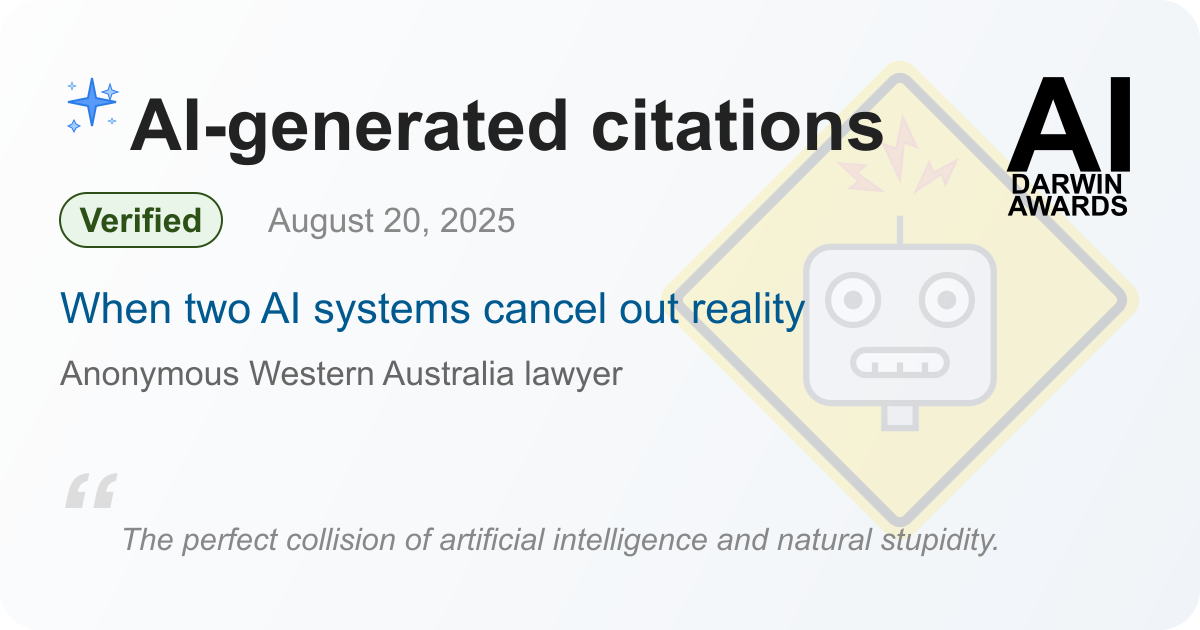 AI-generated citations
AI
DARWIN
AWARDS
Verified August 20, 2025
When two AI systems cancel out reality
Anonymous Western Australia lawyer
“
The perfect collision of artificial intelligence and natural stupidity.